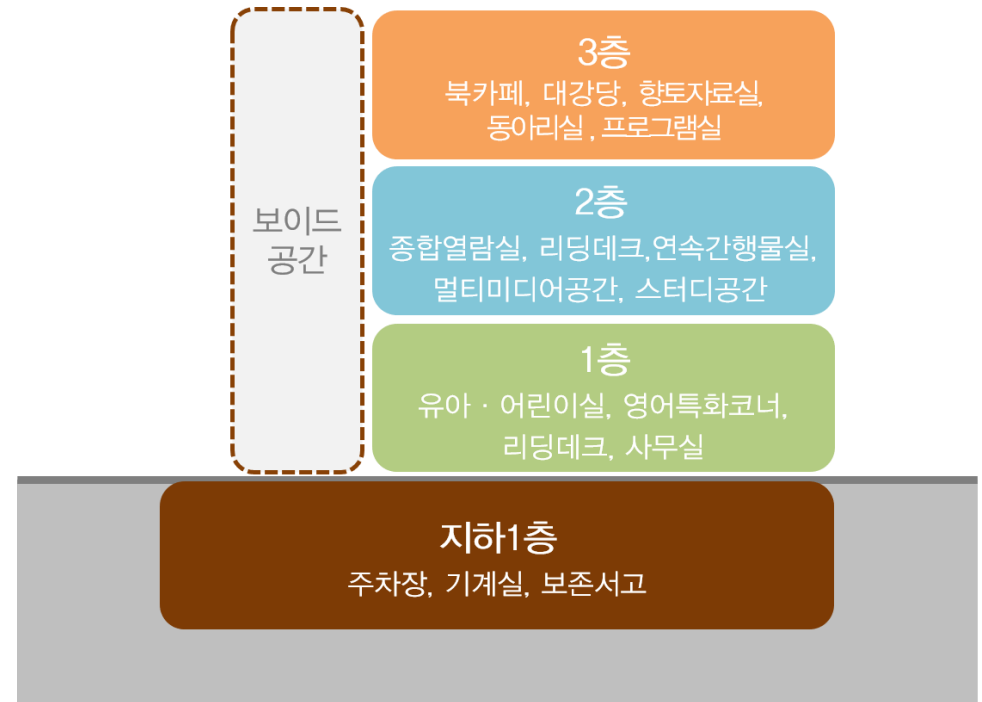 3층
북카페, 대강당, 향토자료실,
동아리실 , 프로그램실
보이드
공간
2층
종합열람실, 리딩데크,연속간행물실,
멀티미디어공간, 스터디공간
1층
유아 · 어린이실, 영어특화코너,
리딩데크, 사무실
지하1층
주차장, 기계실, 보존서고